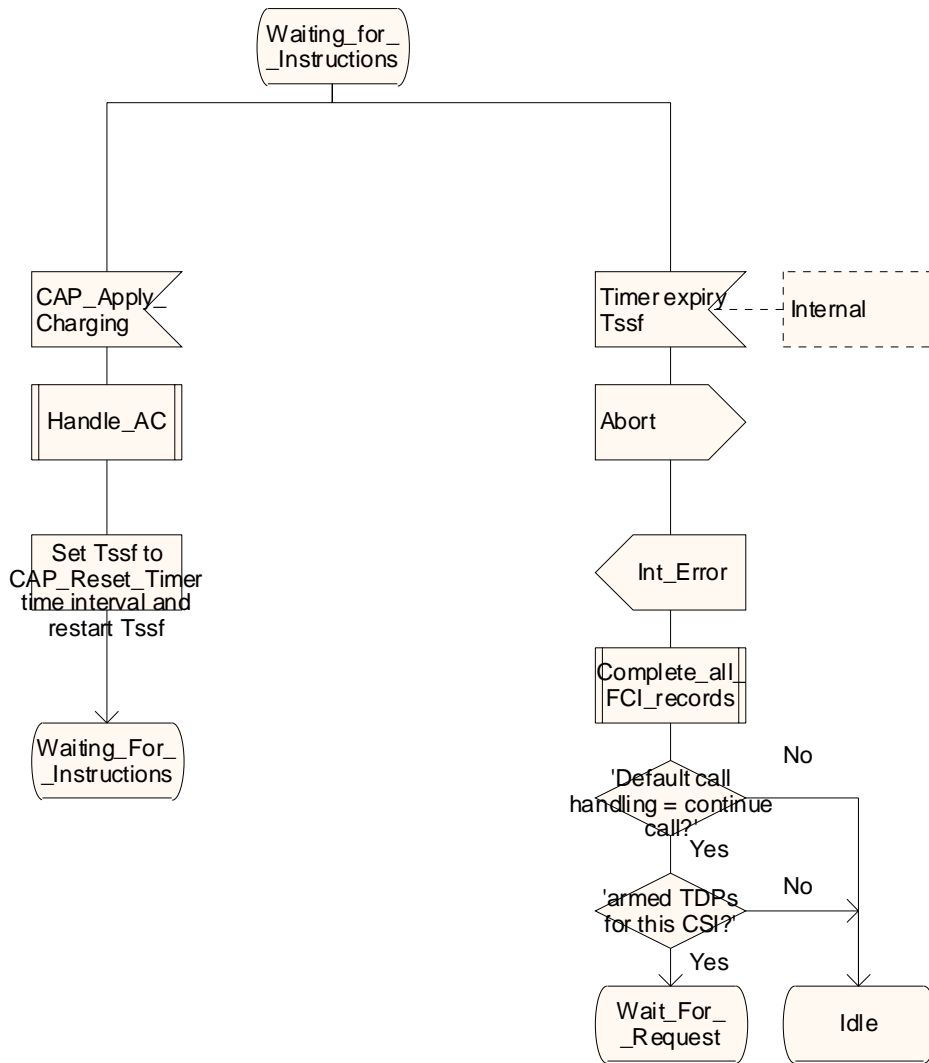 Waiting_for_
_Instructions
CAP_Apply_
Charging
Timer expiry
Tssf
Internal
Handle_AC
Abort
Set Tssf to
CAP_Reset_Timer
time interval and
restart Tssf
Int_Error
Complete_all_
FCI_records
Waiting_For_
_Instructions
No
'Default call
handling = continue
call?'
Yes
No
'armed TDPs
for this CSI?'
Yes
Wait_For_
_Request
Idle